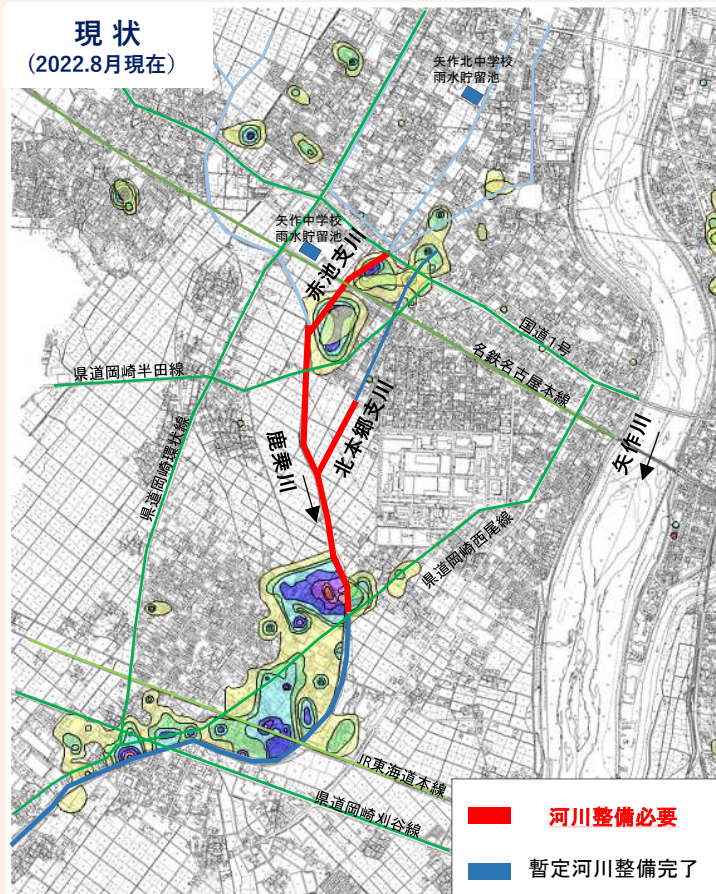 現状
(2022.8月現在)
矢作北中学校
雨水貯留池
矢作中学校
雨水貯留池
赤池支川
国道1号
名鉄名古屋本線
県道岡崎半田線
北本郷支川
矢作川
県道岡崎環状線
鹿乗川
県道岡崎西尾線
JR東海道本線
県道岡崎刈谷線
河川整備必要
暫定河川整備完了